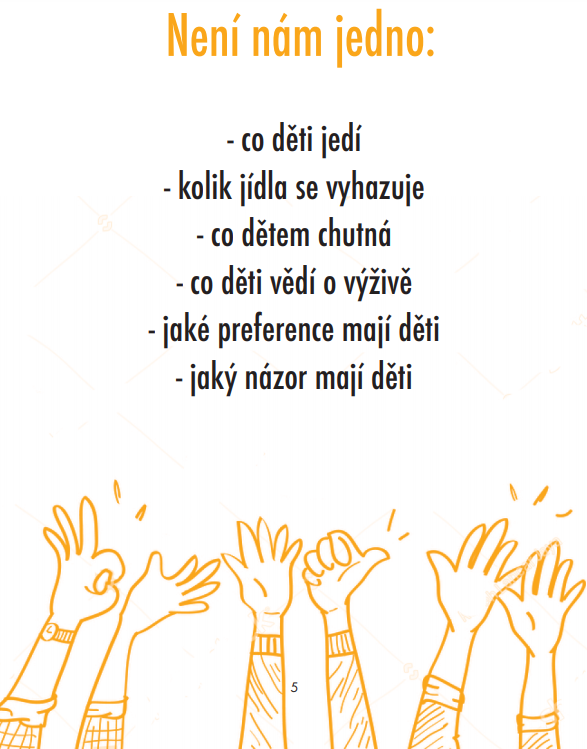 Není nám jedno:
- co děti jedí
- kolik jídla se vyhazuje
- co dětem chutná
- co děti vědí o výživě
- jaké preference mají děti
- jaký názor mají děti
5